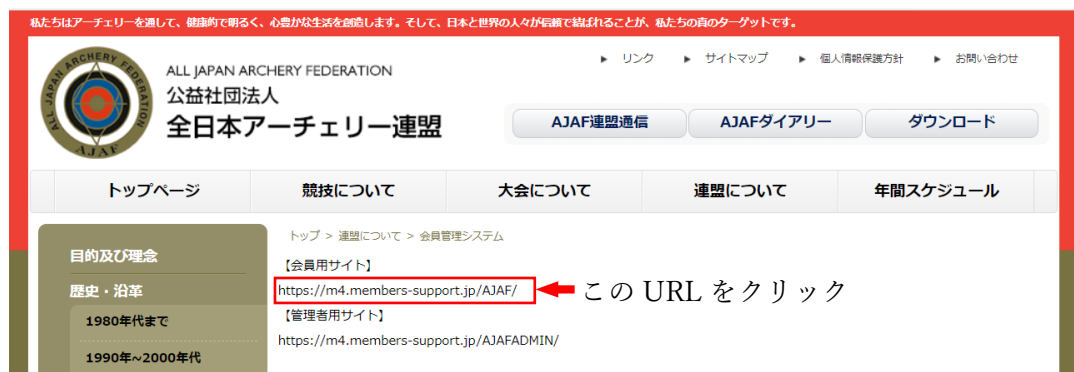 私たちはアーチェリーを通して、健康的で明るく、心豊かな生活を創造します。そして、日本と世界の人々が信頼で結ばれることが、私たちの真のターゲットです。
ALL JAPAN ARCHERY FEDERATION
AJAF
ALL JAPAN ARCHERY FEDERATION
公益社団法人
全日本アーチェリー連盟
リンク サイトマップ 個人情報保護方針 お問い合わせ
AJAF連盟通信 AJAFダイアリー ダウンロード
トップページ 競技について 大会について 連盟について 年間スケジュール
目的及び理念
歴史・沿革
1980年代まで
1990年~2000年代
トップ > 連盟について > 会員管理システム
【会員用サイト】
https://m4.members-support.jp/AJAF/ この URL をクリック
【管理者用サイト】
https://m4.members-support.jp/AJAFADMIN/